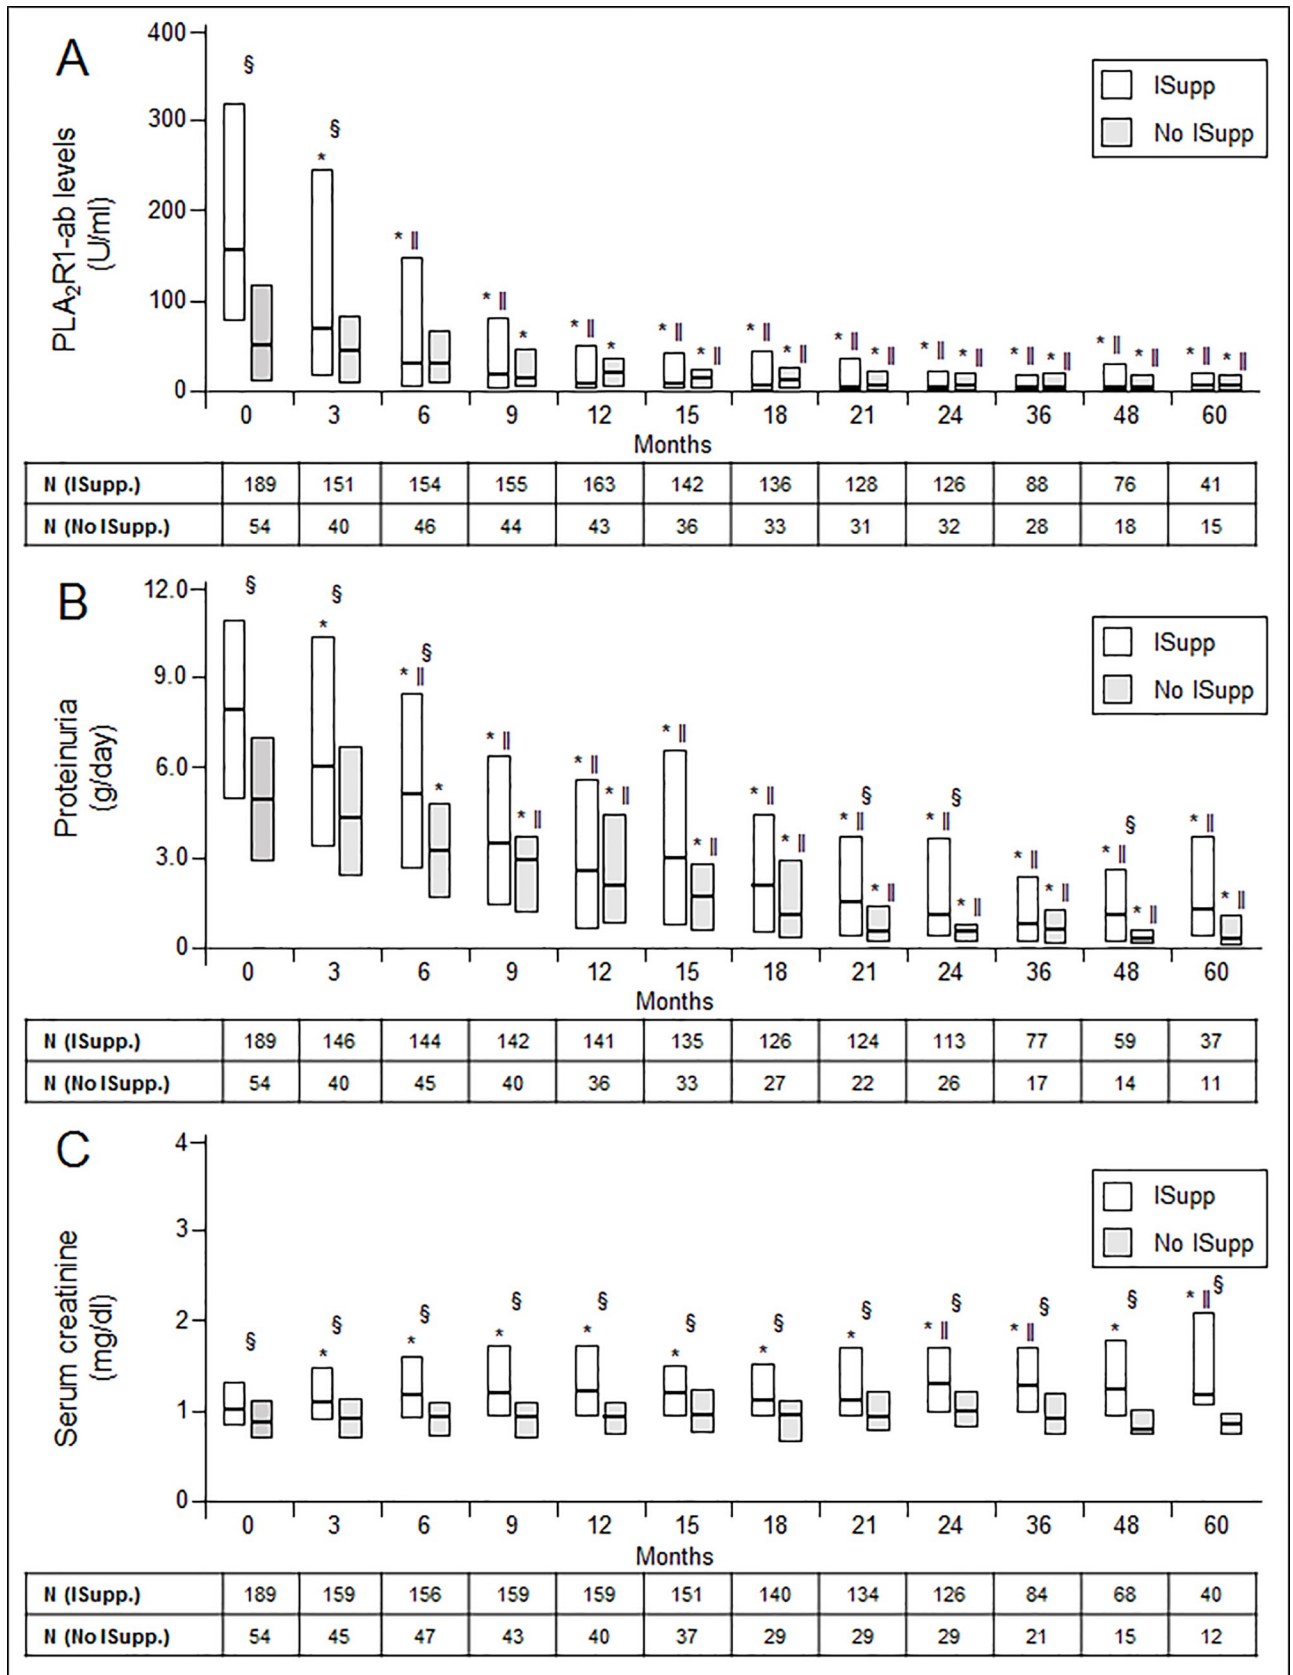 A
PLA₂R1-ab levels
(U/ml)
400
300
200
100
0
§
§
*
* ǁ
* ǁ
*
* ǁ
*
* ǁ
* ǁ
* ǁ
* ǁ
* ǁ
* ǁ
* ǁ
* ǁ
* ǁ
* ǁ
* ǁ
* ǁ
* ǁ
* ǁ
ISupp
No ISupp
0 3 6 9 12 15 18 21 24 36 48 60
Months
N (ISupp.) 189 151 154 155 163 142 136 128 126 88 76 41
N (No ISupp.) 54 40 46 44 43 36 33 31 32 28 18 15
B
Proteinuria
(g/day)
12.0
9.0
6.0
3.0
0
§
§
*
§
* ǁ
*
* ǁ
* ǁ
* ǁ
* ǁ
* ǁ
* ǁ
* ǁ
* ǁ
§
* ǁ
* ǁ
§
* ǁ
* ǁ
* ǁ
* ǁ
§
* ǁ
* ǁ
* ǁ
* ǁ
ISupp
No ISupp
0 3 6 9 12 15 18 21 24 36 48 60
Months
N (ISupp.) 189 146 144 142 141 135 126 124 113 77 59 37
N (No ISupp.) 54 40 45 40 36 33 27 22 26 17 14 11
C
Serum creatinine
(mg/dl)
4
3
2
1
0
§
§
*
§
*
§
*
§
*
§
*
§
*
§
*
§
* ǁ
§
* ǁ
§
*
§
* ǁ
ISupp
No ISupp
0 3 6 9 12 15 18 21 24 36 48 60
Months
N (ISupp.) 189 159 156 159 159 151 140 134 126 84 68 40
N (No ISupp.) 54 45 47 43 40 37 29 29 29 21 15 12